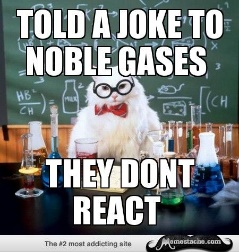 TOLD A JOKE TO
NOBLE GASES
THEY DONT
REACT
The #2 most addicting site
Memestache.com